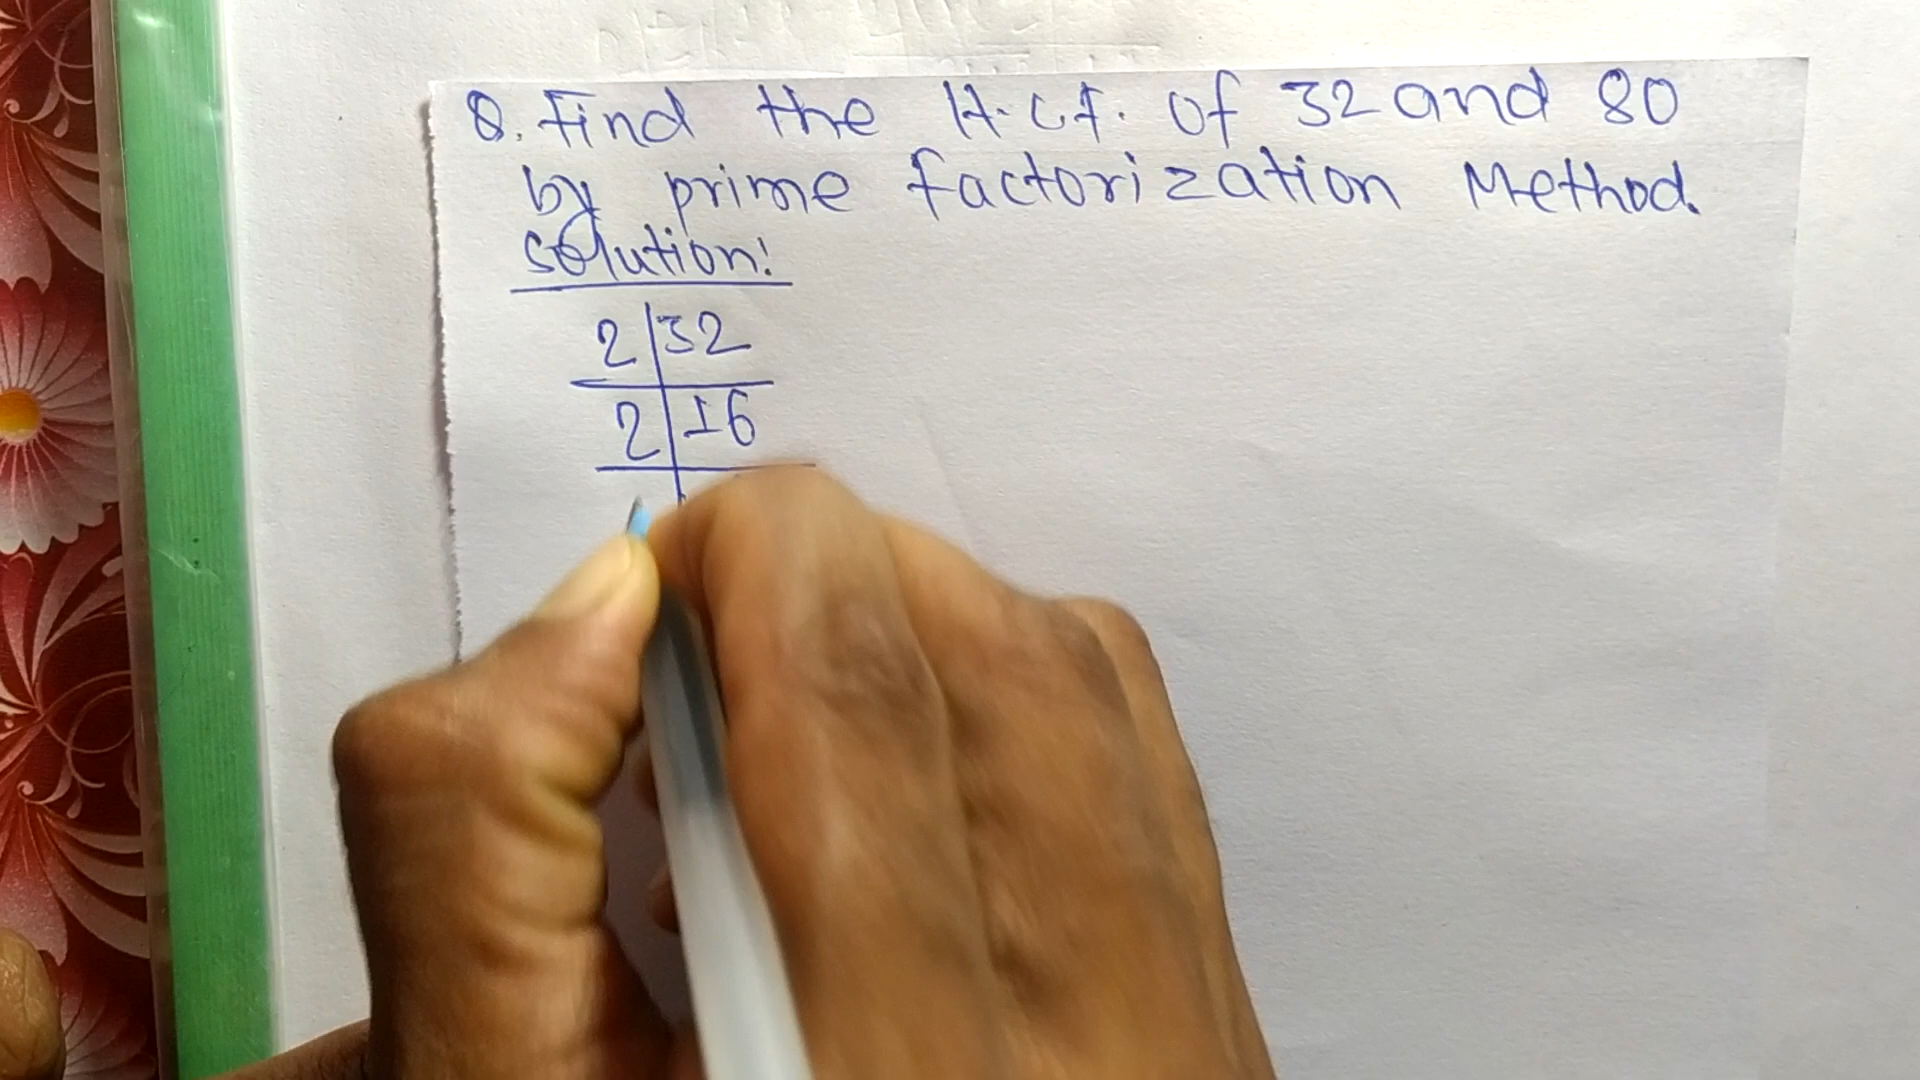 Q. Find the H.C.F. of 32 and 80
by prime factorization Method.
Solution:
2 32
2 16